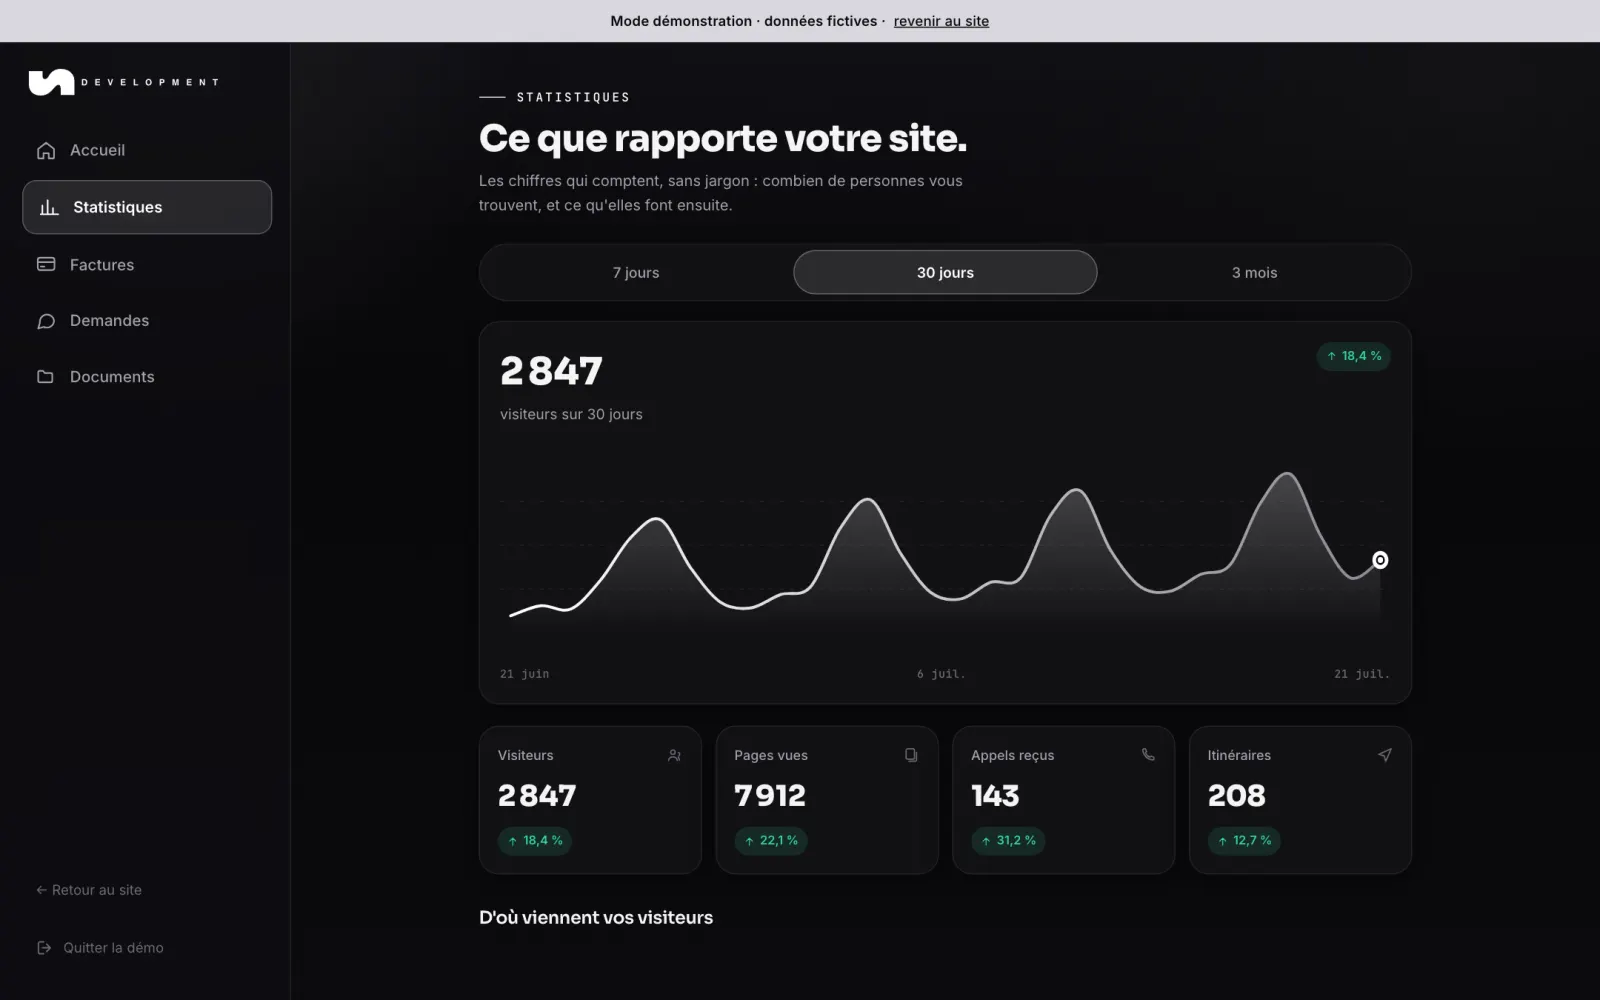 Mode démonstration · données fictives · revenir au site
DEVELOPMENT
Accueil
Statistiques
Factures
Demandes
Documents
← Retour au site
Quitter la démo
STATISTIQUES
Ce que rapporte votre site.
Les chiffres qui comptent, sans jargon : combien de personnes vous
trouvent, et ce qu'elles font ensuite.
7 jours
30 jours
3 mois
2 847
↑ 18,4 %
visiteurs sur 30 jours
21 juin
6 juil.
21 juil.
Visiteurs
2 847
↑ 18,4 %
Pages vues
7 912
↑ 22,1 %
Appels reçus
143
↑ 31,2 %
Itinéraires
208
↑ 12,7 %
D'où viennent vos visiteurs